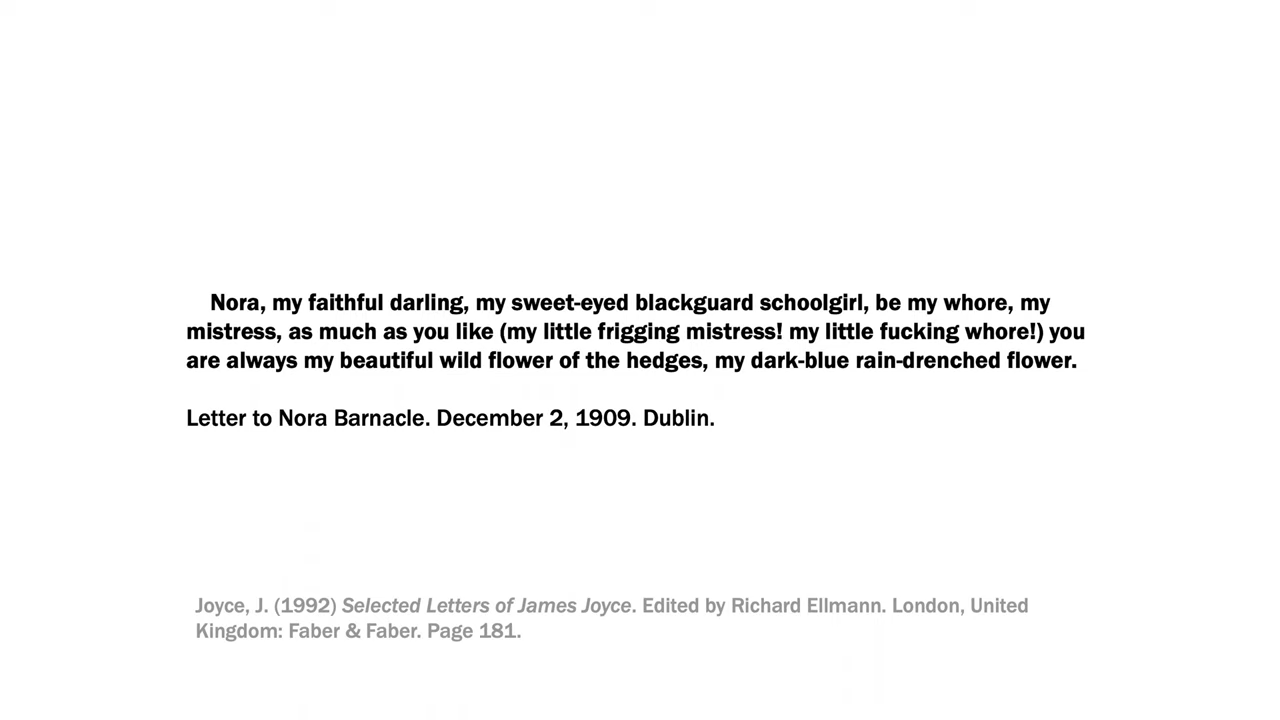 Nora, my faithful darling, my sweet-eyed blackguard schoolgirl, be my whore, my
mistress, as much as you like (my little frigging mistress! my little fucking whore!) you
are always my beautiful wild flower of the hedges, my dark-blue rain-drenched flower.
Letter to Nora Barnacle. December 2, 1909. Dublin.
Joyce, J. (1992) Selected Letters of James Joyce. Edited by Richard Ellmann. London, United
Kingdom: Faber & Faber. Page 181.